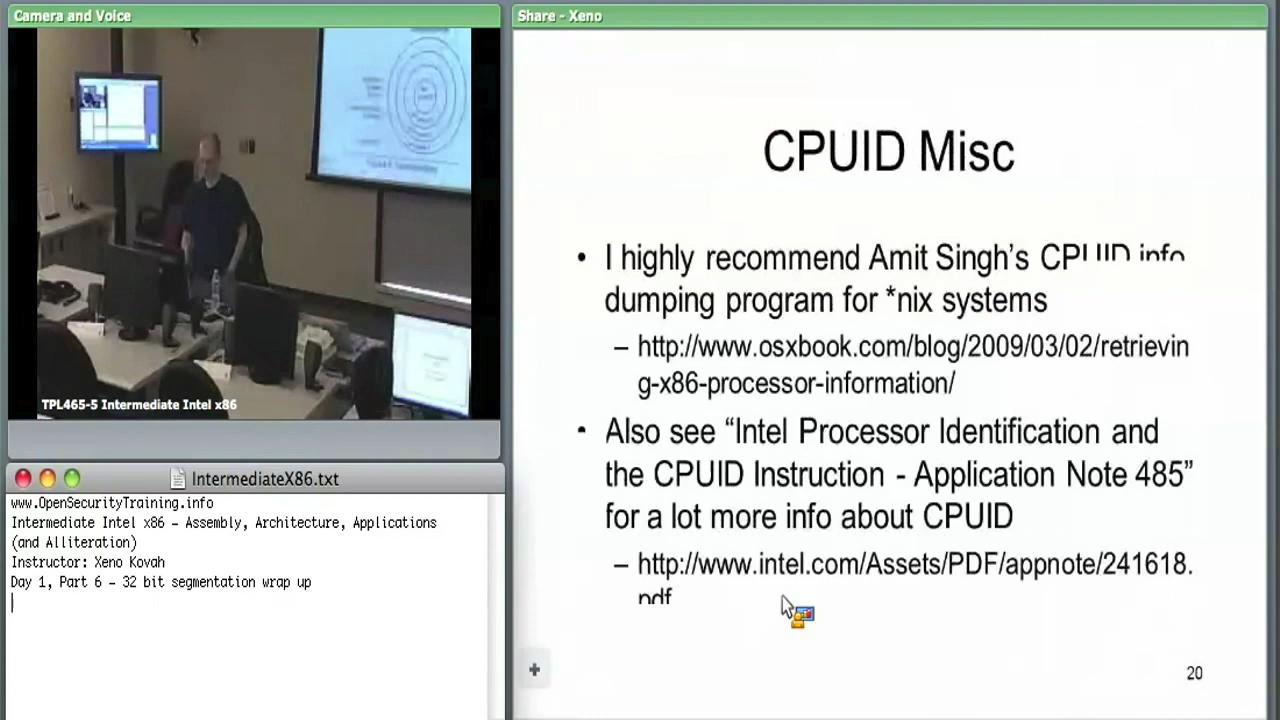 Camera and Voice
TPL465-5 Intermediate Intel x86
IntermediateX86.txt
www.OpenSecurityTraining.info
Intermediate Intel x86 – Assembly, Architecture, Applications
(and Alliteration)
Instructor: Xeno Kovah
Day 1, Part 6 – 32 bit segmentation wrap up
Share - Xeno
CPUID Misc
• I highly recommend Amit Singh's CPUID info
dumping program for *nix systems
– http://www.osxbook.com/blog/2009/03/02/retrievin
g-x86-processor-information/
• Also see “Intel Processor Identification and
the CPUID Instruction - Application Note 485”
for a lot more info about CPUID
– http://www.intel.com/Assets/PDF/appnote/241618.
pdf
20